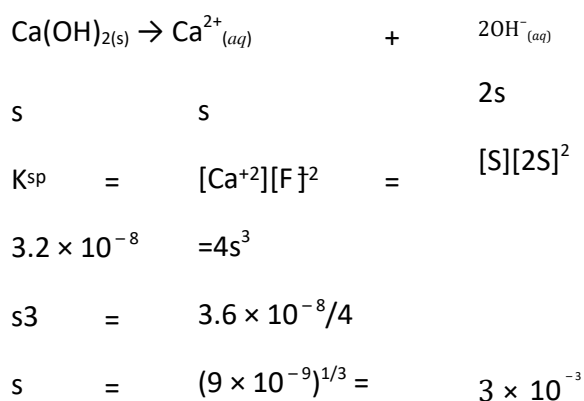 Ca(OH)₂₍ₛ₎ → Ca²⁺₍aq₎ + 2OH⁻₍aq₎
s s 2s
Kˢᵖ = [Ca⁺²][F⁻]⁻² = [S][2S]²
3.2 × 10⁻⁸ =4s³
s3 = 3.6 × 10⁻⁸/4
s = (9 × 10⁻⁹)¹/³ = 3 × 10⁻³